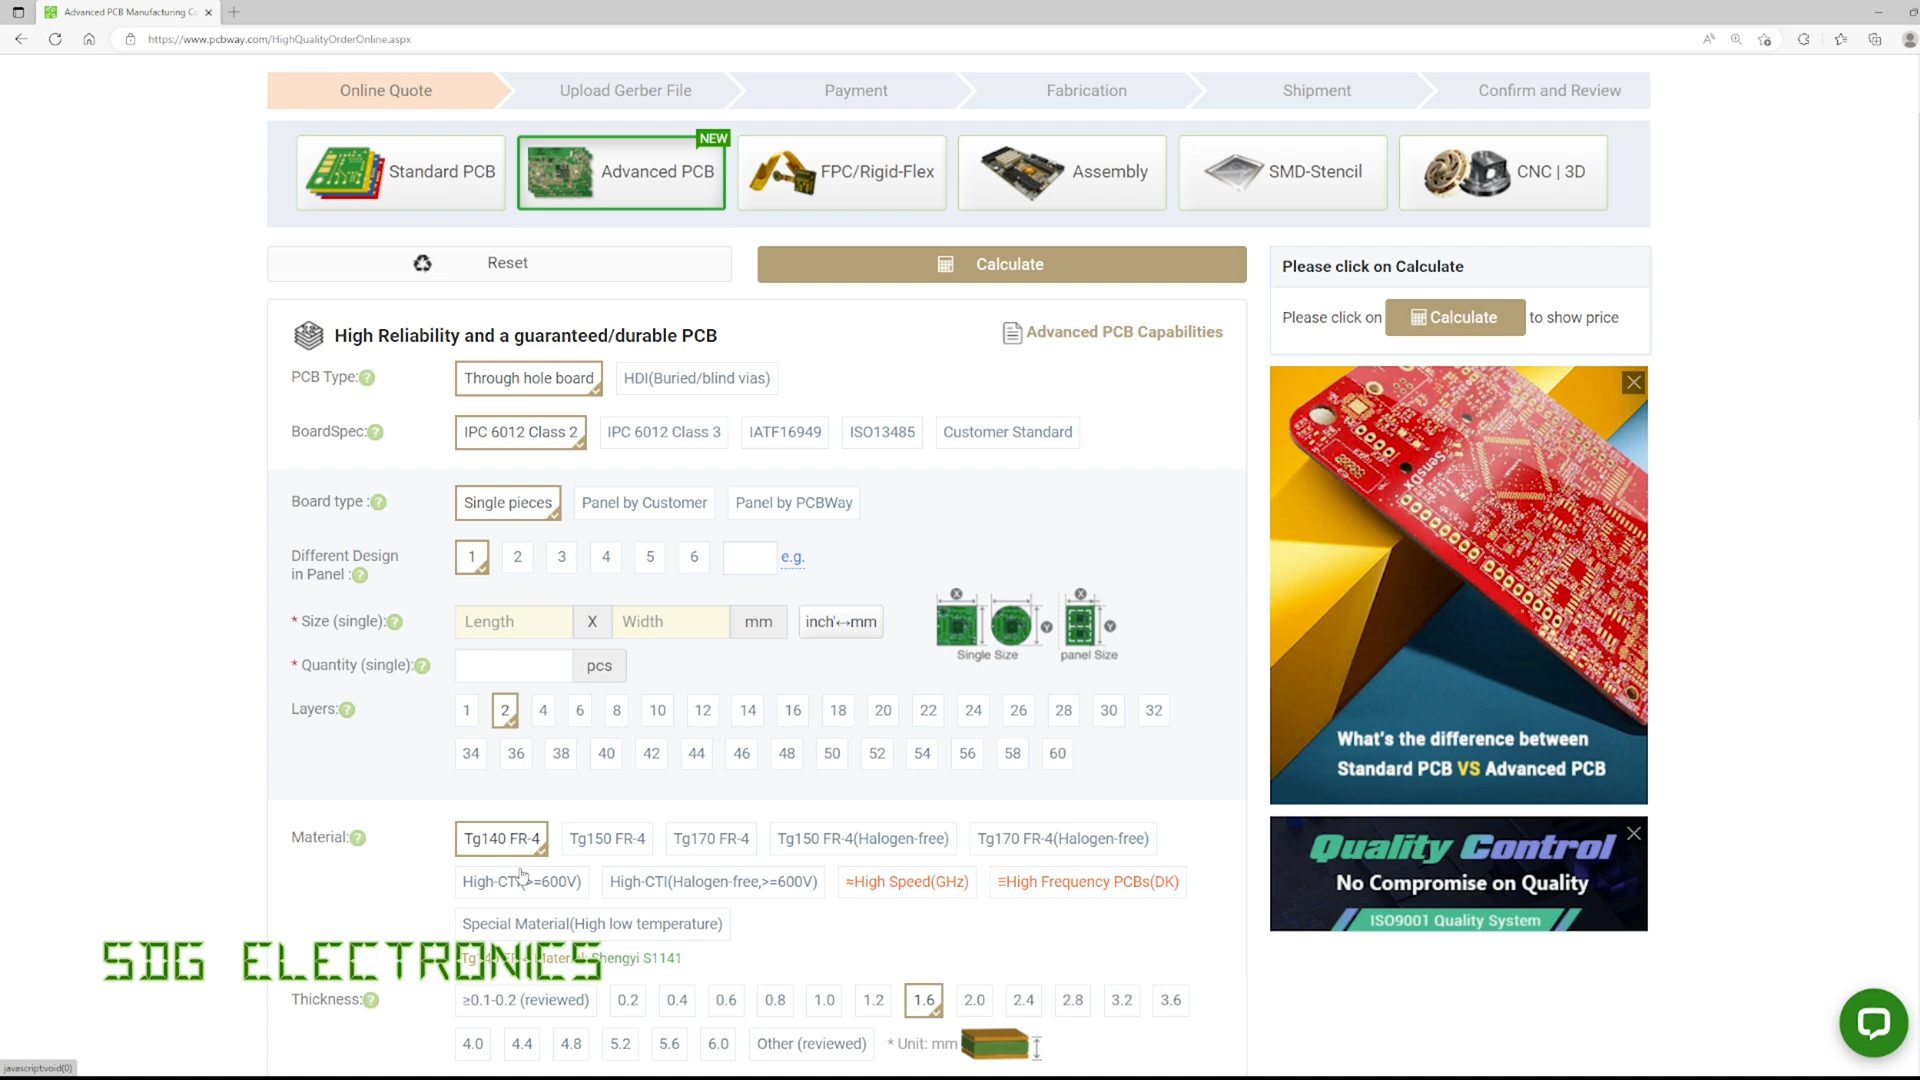 Advanced PCB Manufacturing Co
https://www.pcbway.com/HighQualityOrderOnline.aspx
Online Quote
Upload Gerber File
Payment
Fabrication
Shipment
Confirm and Review
NEW
Standard PCB
Advanced PCB
FPC/Rigid-Flex
Assembly
SMD-Stencil
CNC | 3D
Reset
Calculate
Please click on Calculate
Please click on Calculate to show price
High Reliability and a guaranteed/durable PCB
Advanced PCB Capabilities
PCB Type:
Through hole board
HDI(Buried/blind vias)
BoardSpec:
IPC 6012 Class 2
IPC 6012 Class 3
IATF16949
ISO13485
Customer Standard
Board type :
Single pieces
Panel by Customer
Panel by PCBWay
Different Design
in Panel :
1 2 3 4 5 6 e.g.
* Size (single):
Length X Width mm inch↔mm
X X
Y Y
Single Size panel Size
* Quantity (single):
pcs
Layers:
1 2 4 6 8 10 12 14 16 18 20 22 24 26 28 30 32
34 36 38 40 42 44 46 48 50 52 54 56 58 60
SensDx
What's the difference between
Standard PCB VS Advanced PCB
Material:
Tg140 FR-4
Tg150 FR-4
Tg170 FR-4
Tg150 FR-4(Halogen-free)
Tg170 FR-4(Halogen-free)
High-CTI(>=600V)
High-CTI(Halogen-free,>=600V)
≈High Speed(GHz)
≡High Frequency PCBs(DK)
Special Material(High low temperature)
Shengyi S1141
Quality Control
No Compromise on Quality
ISO9001 Quality System
SDG ELECTRONICS
Thickness:
≥0.1-0.2 (reviewed) 0.2 0.4 0.6 0.8 1.0 1.2 1.6 2.0 2.4 2.8 3.2 3.6
4.0 4.4 4.8 5.2 5.6 6.0 Other (reviewed) * Unit: mm
javascript:void(0)